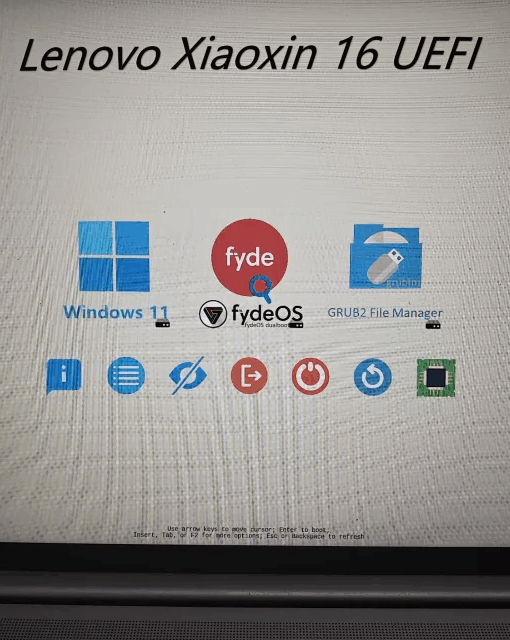 Lenovo Xiaoxin 16 UEFI
fyde
Windows 11
fydeOS
fydeOS dualboot
GRUB2 File Manager
Use arrow keys to move cursor; Enter to boot;
Insert, Tab, or F2 for more options; Esc or Backspace to refresh